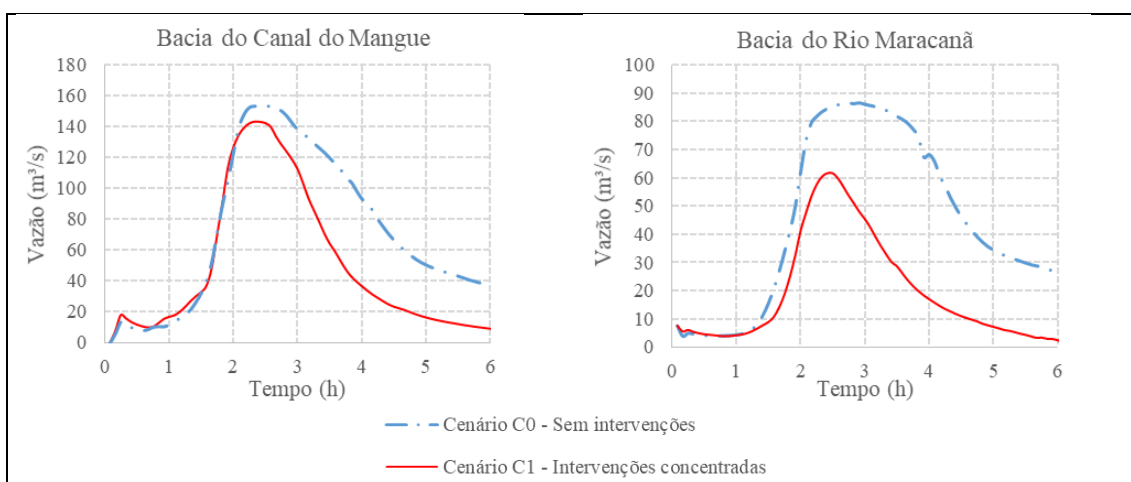 Bacia do Canal do Mangue
180
160
140
120
100
80
60
40
20
0
Vazão (m³/s)
0 1 2 3 4 5 6
Tempo (h)
Bacia do Rio Maracanã
100
90
80
70
60
50
40
30
20
10
0
Vazão (m³/s)
0 1 2 3 4 5 6
Tempo (h)
Cenário C0 - Sem intervenções
Cenário C1 - Intervenções concentradas